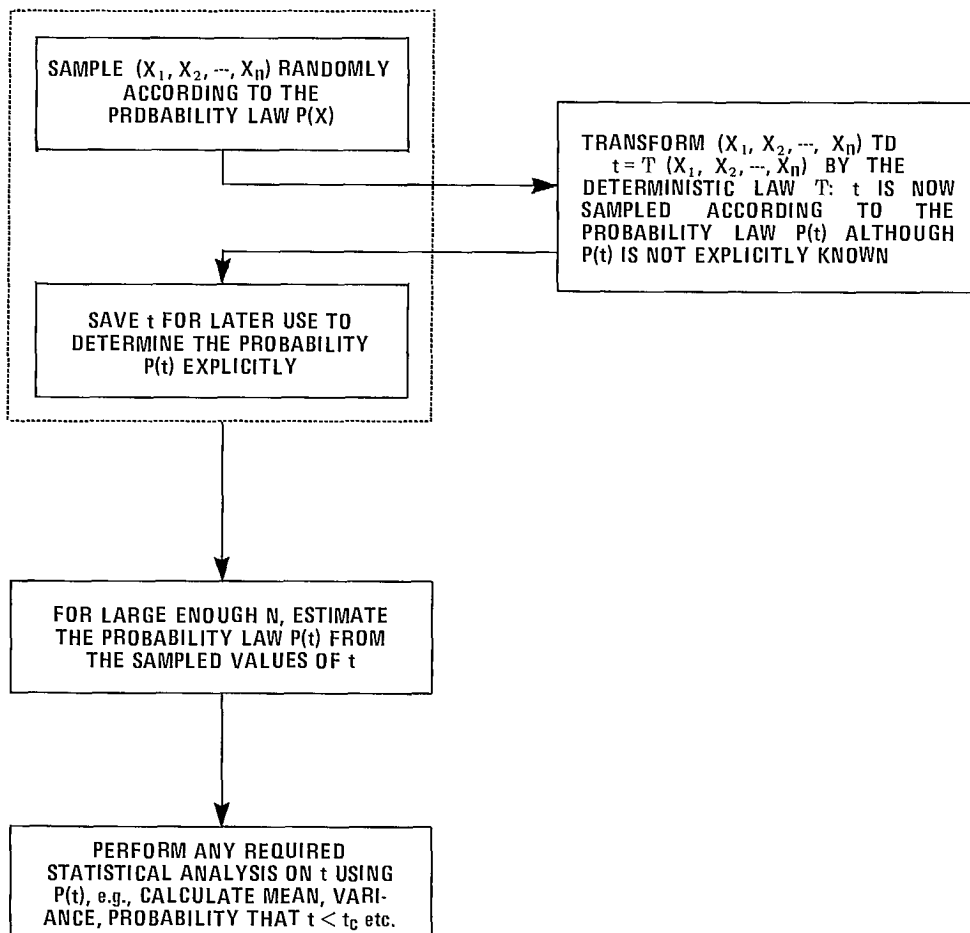 SAMPLE (X₁, X₂, ---, Xₙ) RANDOMLY
ACCORDING TO THE
PRDBABILITY LAW P(X)
TRANSFORM (X₁, X₂, ---, Xₙ) TD
t = T (X₁, X₂, ---, Xₙ) BY THE
DETERMINISTIC LAW T: t IS NOW
SAMPLED ACCORDING TO THE
PROBABILITY LAW P(t) ALTHOUGH
P(t) IS NOT EXPLICITLY KNOWN
SAVE t FOR LATER USE TO
DETERMINE THE PROBABILITY
P(t) EXPLICITLY
FOR LARGE ENOUGH N, ESTIMATE
THE PROBABILITY LAW P(t) FROM
THE SAMPLED VALUES OF t
PERFORM ANY REQUIRED
STATISTICAL ANALYSIS ON t USING
P(t), e.g., CALCULATE MEAN, VARI-
ANCE, PROBABILITY THAT t < t_c etc.